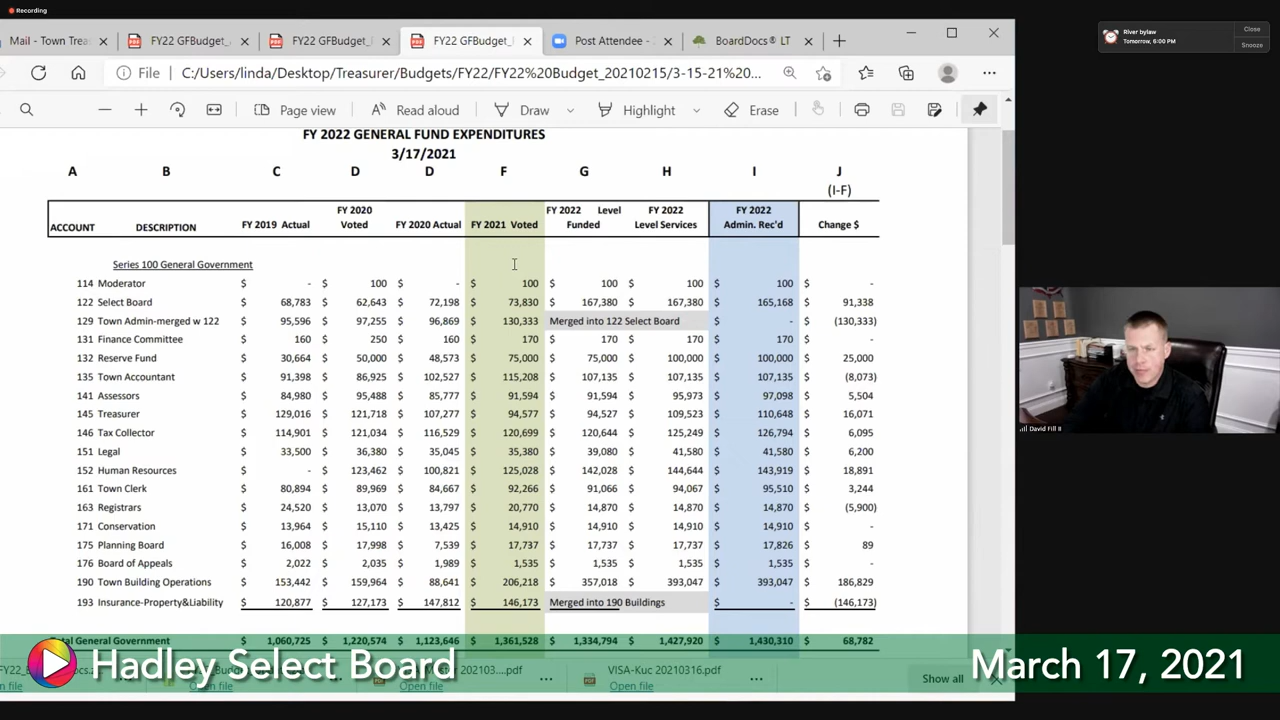 Recording
Mail - Town Trea
FY22 GFBudget_
FY22 GFBudget_
FY22 GFBudget_
Post Attendee -
BoardDocs® LT
File C:/Users/linda/Desktop/Treasurer/Budgets/FY22/FY22%20Budget_20210215/3-15-21%20...
Page view Read aloud Draw Highlight Erase
River bylaw
Tomorrow, 6:00 PM
Close
Snooze
FY 2022 GENERAL FUND EXPENDITURES
3/17/2021
A B C D D F G H I J
(I-F)
ACCOUNT DESCRIPTION FY 2019 Actual FY 2020 Voted FY 2020 Actual FY 2021 Voted FY 2022 Level Funded FY 2022 Level Services FY 2022 Admin. Rec'd Change $
Series 100 General Government
114 Moderator $ - $ 100 $ - $ 100 $ 100 $ 100 $ 100 $ -
122 Select Board $ 68,783 $ 62,643 $ 72,198 $ 73,830 $ 167,380 $ 167,380 $ 165,168 $ 91,338
129 Town Admin-merged w 122 $ 95,596 $ 97,255 $ 96,869 $ 130,333 Merged into 122 Select Board $ - $ (130,333)
131 Finance Committee $ 160 $ 250 $ 160 $ 170 $ 170 $ 170 $ 170 $ -
132 Reserve Fund $ 30,664 $ 50,000 $ 48,573 $ 75,000 $ 75,000 $ 100,000 $ 100,000 $ 25,000
135 Town Accountant $ 91,398 $ 86,925 $ 102,527 $ 115,208 $ 107,135 $ 107,135 $ 107,135 $ (8,073)
141 Assessors $ 84,980 $ 95,488 $ 85,777 $ 91,594 $ 91,594 $ 95,973 $ 97,098 $ 5,504
145 Treasurer $ 129,016 $ 121,718 $ 107,277 $ 94,577 $ 94,527 $ 109,523 $ 110,648 $ 16,071
146 Tax Collector $ 114,901 $ 121,034 $ 116,529 $ 120,699 $ 120,644 $ 125,249 $ 126,794 $ 6,095
151 Legal $ 33,500 $ 36,380 $ 35,045 $ 35,380 $ 39,080 $ 41,580 $ 41,580 $ 6,200
152 Human Resources $ - $ 123,462 $ 100,821 $ 125,028 $ 142,028 $ 144,644 $ 143,919 $ 18,891
161 Town Clerk $ 80,894 $ 89,969 $ 84,667 $ 92,266 $ 91,066 $ 94,067 $ 95,510 $ 3,244
163 Registrars $ 24,520 $ 13,070 $ 13,797 $ 20,770 $ 14,870 $ 14,870 $ 14,870 $ (5,900)
171 Conservation $ 13,964 $ 15,110 $ 13,425 $ 14,910 $ 14,910 $ 14,910 $ 14,910 $ -
175 Planning Board $ 16,008 $ 17,998 $ 7,539 $ 17,737 $ 17,737 $ 17,737 $ 17,826 $ 89
176 Board of Appeals $ 2,022 $ 2,035 $ 1,989 $ 1,535 $ 1,535 $ 1,535 $ 1,535 $ -
190 Town Building Operations $ 153,442 $ 159,964 $ 88,641 $ 206,218 $ 357,018 $ 393,047 $ 393,047 $ 186,829
193 Insurance-Property&Liability $ 120,877 $ 127,173 $ 147,812 $ 146,173 Merged into 190 Buildings $ - $ (146,173)
Total General Government $ 1,060,725 $ 1,220,574 $ 1,123,646 $ 1,361,528 $ 1,334,794 $ 1,427,920 $ 1,430,310 $ 68,782
David Fill II
Hadley Select Board
March 17, 2021
VISA-Kuc 20210316.pdf
Open file
Show all